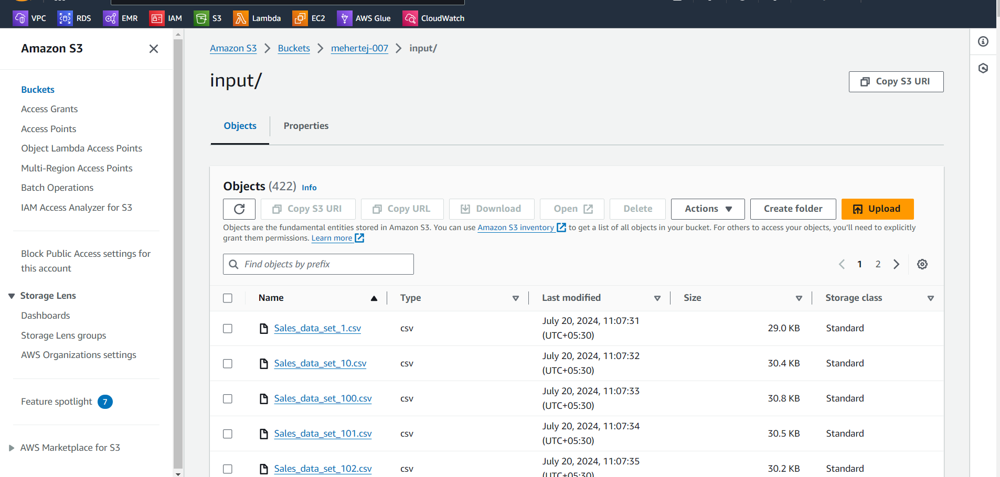 VPC RDS EMR IAM S3 Lambda EC2 AWS Glue CloudWatch
Amazon S3
Buckets
Access Grants
Access Points
Object Lambda Access Points
Multi-Region Access Points
Batch Operations
IAM Access Analyzer for S3
Block Public Access settings for
this account
Storage Lens
Dashboards
Storage Lens groups
AWS Organizations settings
Feature spotlight 7
AWS Marketplace for S3
Amazon S3 Buckets mehertej-007 input/
input/
Copy S3 URI
Objects Properties
Objects (422) Info
Copy S3 URI Copy URL Download Open Delete Actions Create folder Upload
Objects are the fundamental entities stored in Amazon S3. You can use Amazon S3 inventory to get a list of all objects in your bucket. For others to access your objects, you'll need to explicitly
grant them permissions. Learn more
Find objects by prefix
1 2
Name Type Last modified Size Storage class
Sales_data_set_1.csv csv July 20, 2024, 11:07:31 (UTC+05:30) 29.0 KB Standard
Sales_data_set_10.csv csv July 20, 2024, 11:07:32 (UTC+05:30) 30.4 KB Standard
Sales_data_set_100.csv csv July 20, 2024, 11:07:33 (UTC+05:30) 30.8 KB Standard
Sales_data_set_101.csv csv July 20, 2024, 11:07:34 (UTC+05:30) 30.5 KB Standard
Sales_data_set_102.csv csv July 20, 2024, 11:07:35 (UTC+05:30) 30.2 KB Standard